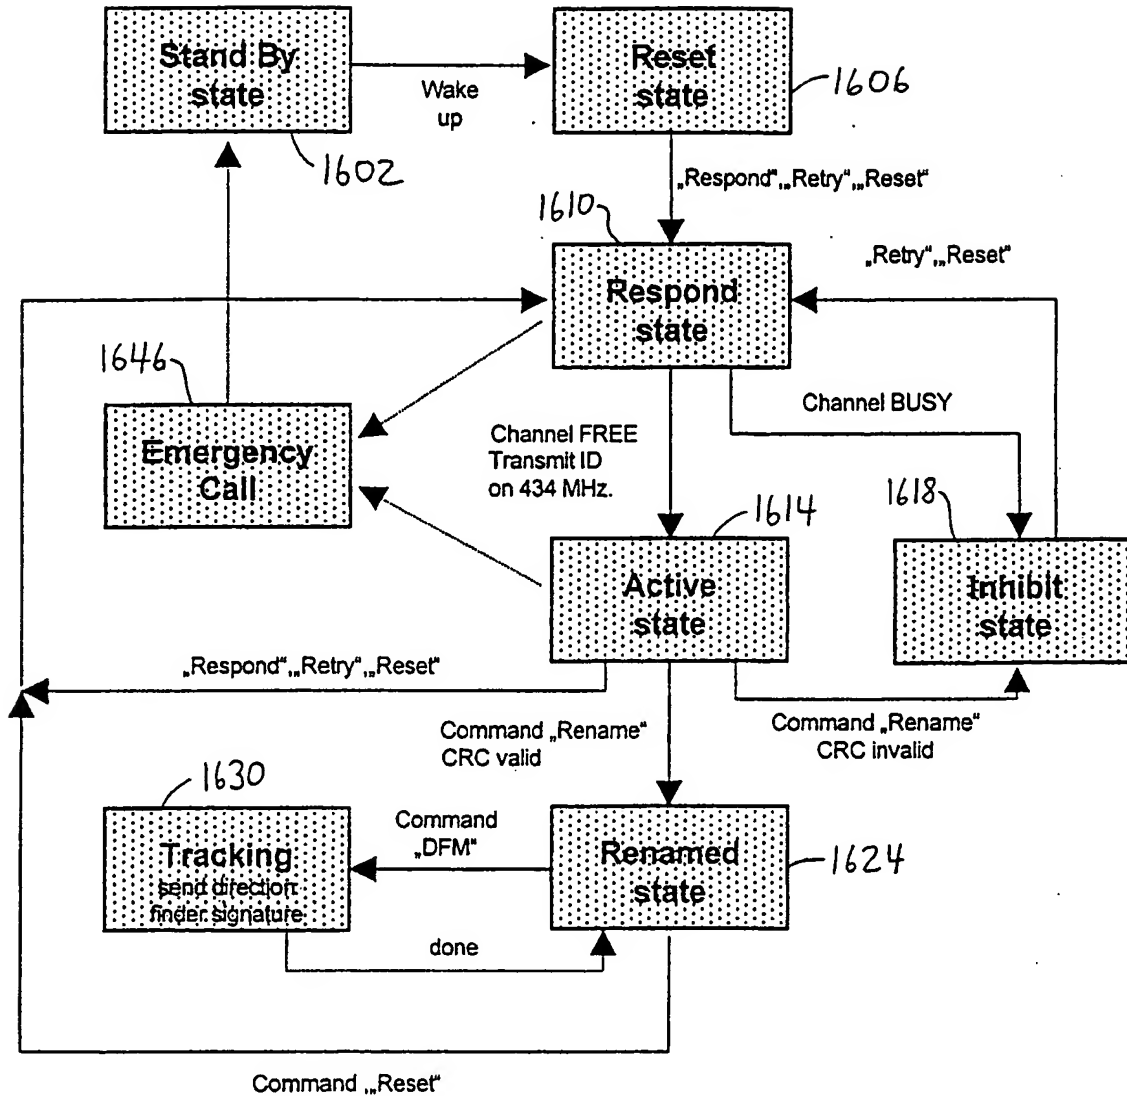 Stand By
state
Wake
up
Reset
state
1606
1602
„Respond“,„Retry“,„Reset“
1610
Respond
state
„Retry“,„Reset“
1646
Emergency
Call
Channel FREE
Transmit ID
on 434 MHz.
Channel BUSY
1614
1618
Active
state
Inhibit
state
„Respond“,„Retry“,„Reset“
Command „Rename“
CRC valid
Command „Rename“
CRC invalid
1630
Tracking
send direction
finder signature
Command
„DFM“
Renamed
state
1624
done
Command „Reset“